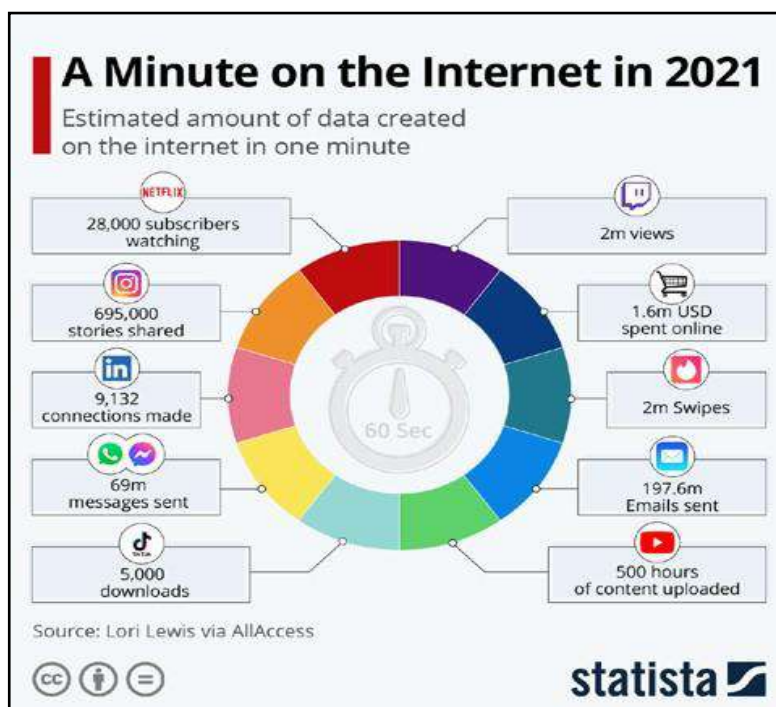 A Minute on the Internet in 2021
Estimated amount of data created
on the internet in one minute
NETFLIX
28,000 subscribers
watching
2m views
695,000
stories shared
1.6m USD
spent online
in
9,132
connections made
2m Swipes
69m
messages sent
197.6m
Emails sent
TikTok
5,000
downloads
500 hours
of content uploaded
60 Sec
Source: Lori Lewis via AllAccess
cc
statista